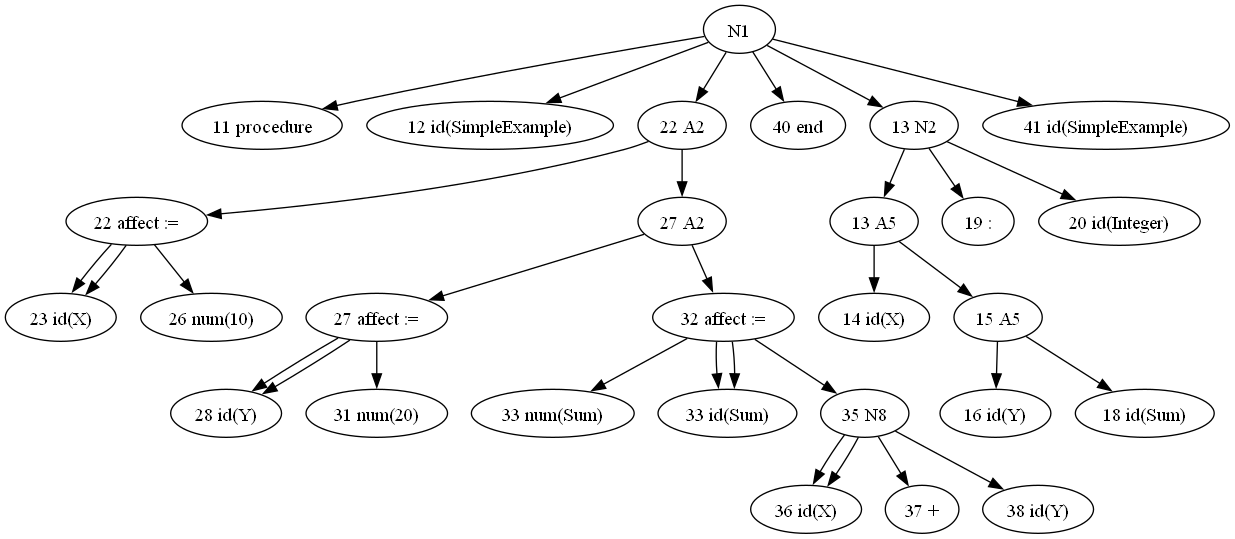 N1
11 procedure
12 id(SimpleExample)
22 A2
40 end
13 N2
41 id(SimpleExample)
22 affect :=
27 A2
13 A5
19 :
20 id(Integer)
23 id(X)
26 num(10)
27 affect :=
32 affect :=
14 id(X)
15 A5
28 id(Y)
31 num(20)
33 num(Sum)
33 id(Sum)
35 N8
16 id(Y)
18 id(Sum)
36 id(X)
37 +
38 id(Y)